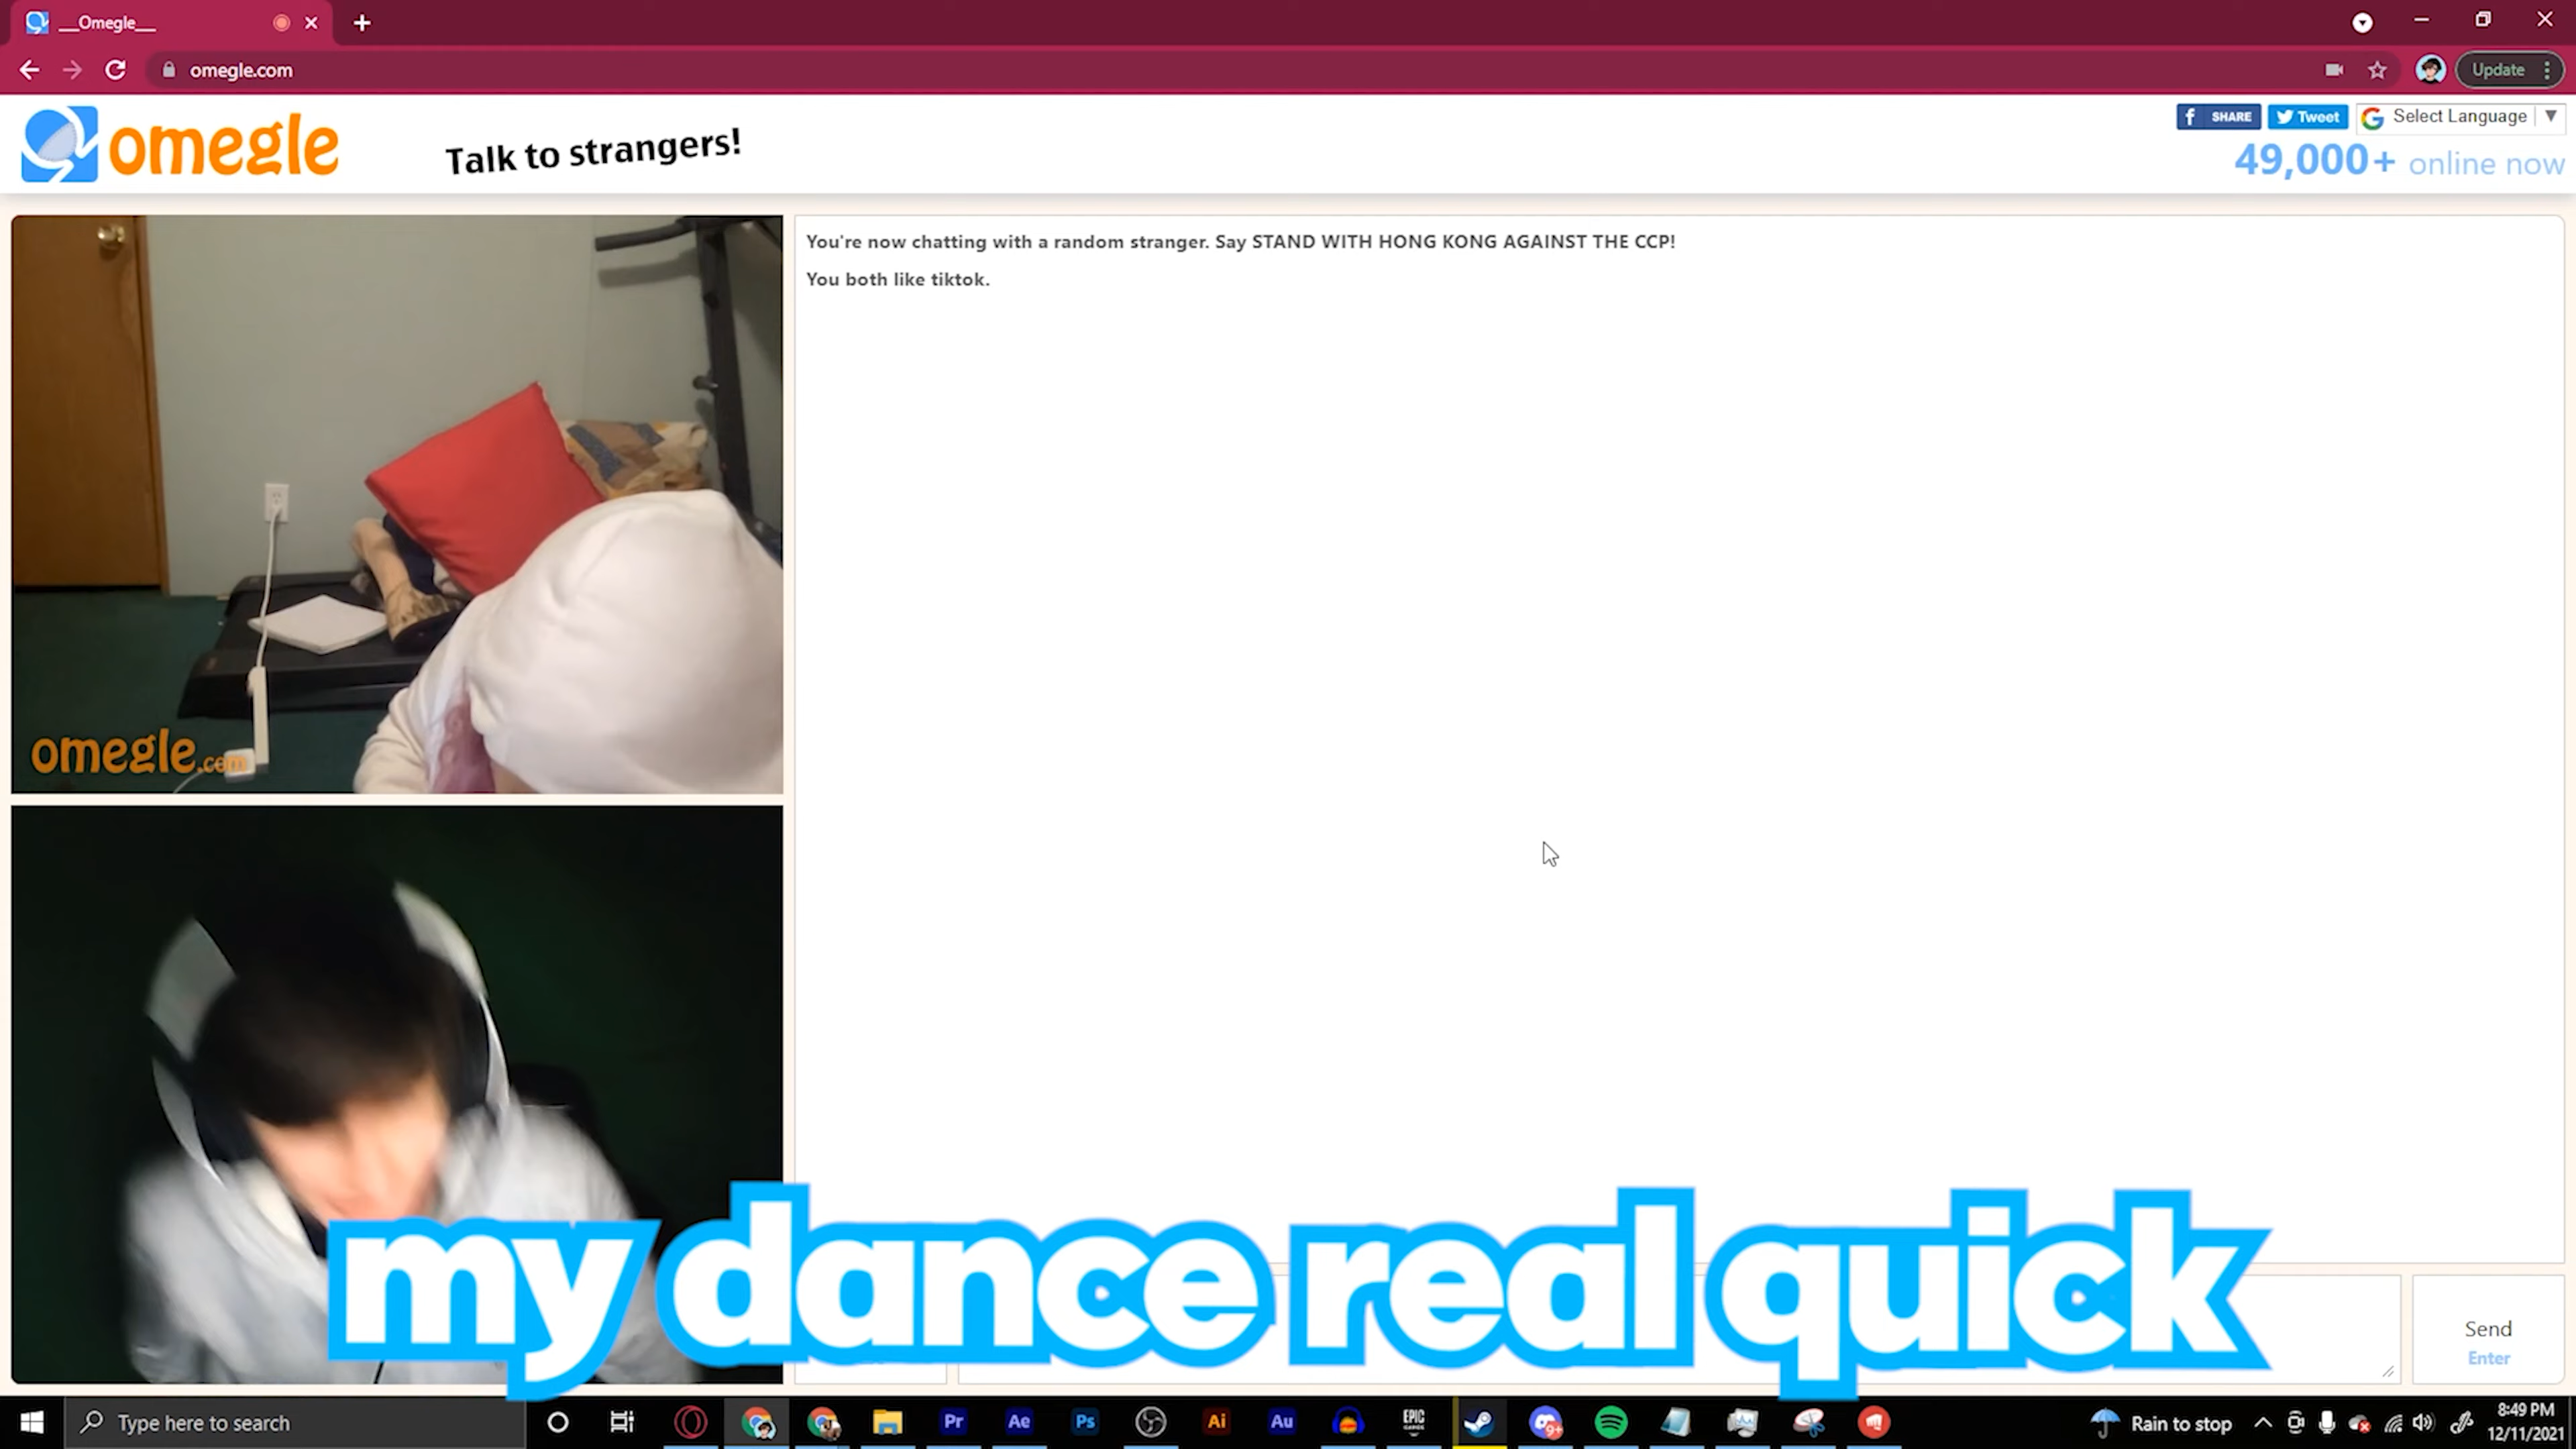 __Omegle__
omegle.com
Update
omegle
Talk to strangers!
SHARE
Tweet
Select Language
49,000+ online now
You're now chatting with a random stranger. Say STAND WITH HONG KONG AGAINST THE CCP!
You both like tiktok.
omegle.com
my dance real quick
Send
Enter
Type here to search
Pr
Ae
Ps
Ai
Au
EPIC
GAMES
9+
Rain to stop
8:49 PM
12/11/2021